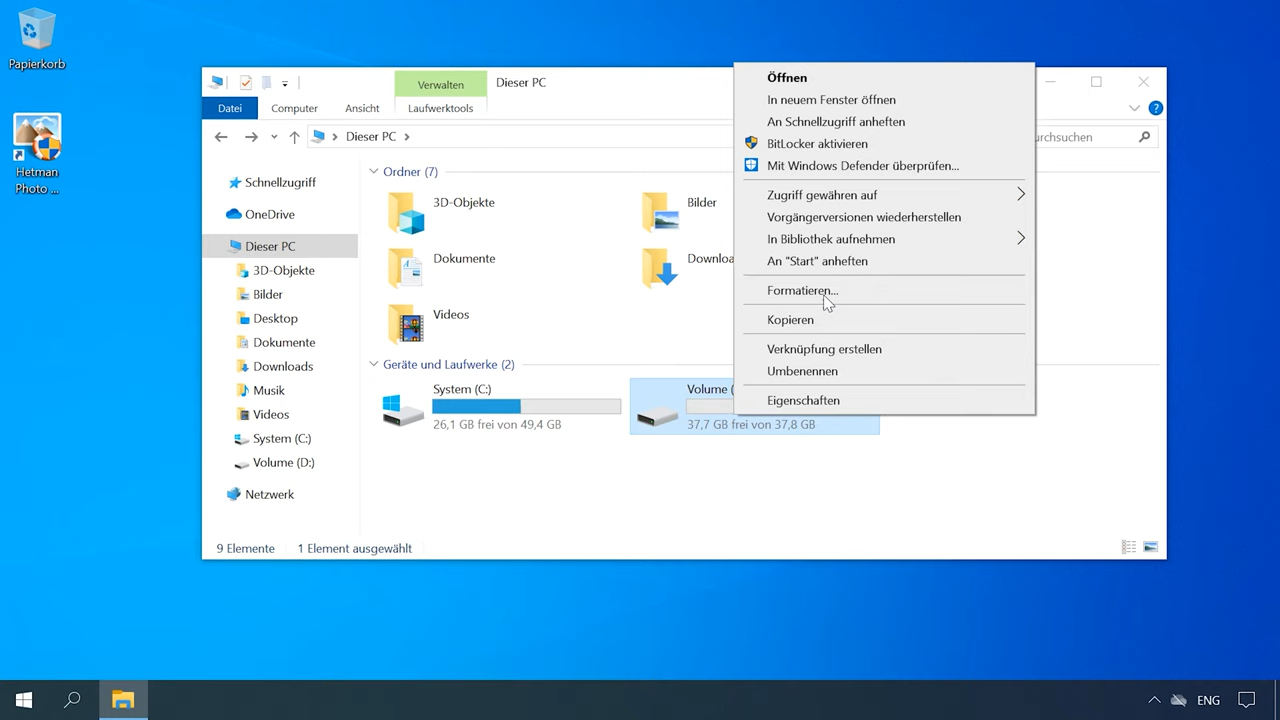 Papierkorb
Hetman
Photo ...
Verwalten
Dieser PC
Datei
Computer
Ansicht
Laufwerktools
Dieser PC
Schnellzugriff
OneDrive
Dieser PC
3D-Objekte
Bilder
Desktop
Dokumente
Downloads
Musik
Videos
System (C:)
Volume (D:)
Netzwerk
Ordner (7)
3D-Objekte
Bilder
Dokumente
Videos
Geräte und Laufwerke (2)
System (C:)
26,1 GB frei von 49,4 GB
Volume (
37,7 GB frei von 37,8 GB
Öffnen
In neuem Fenster öffnen
An Schnellzugriff anheften
BitLocker aktivieren
Mit Windows Defender überprüfen...
Zugriff gewähren auf
Vorgängerversionen wiederherstellen
In Bibliothek aufnehmen
An "Start" anheften
Formatieren...
Kopieren
Verknüpfung erstellen
Umbenennen
Eigenschaften
9 Elemente
1 Element ausgewählt
ENG